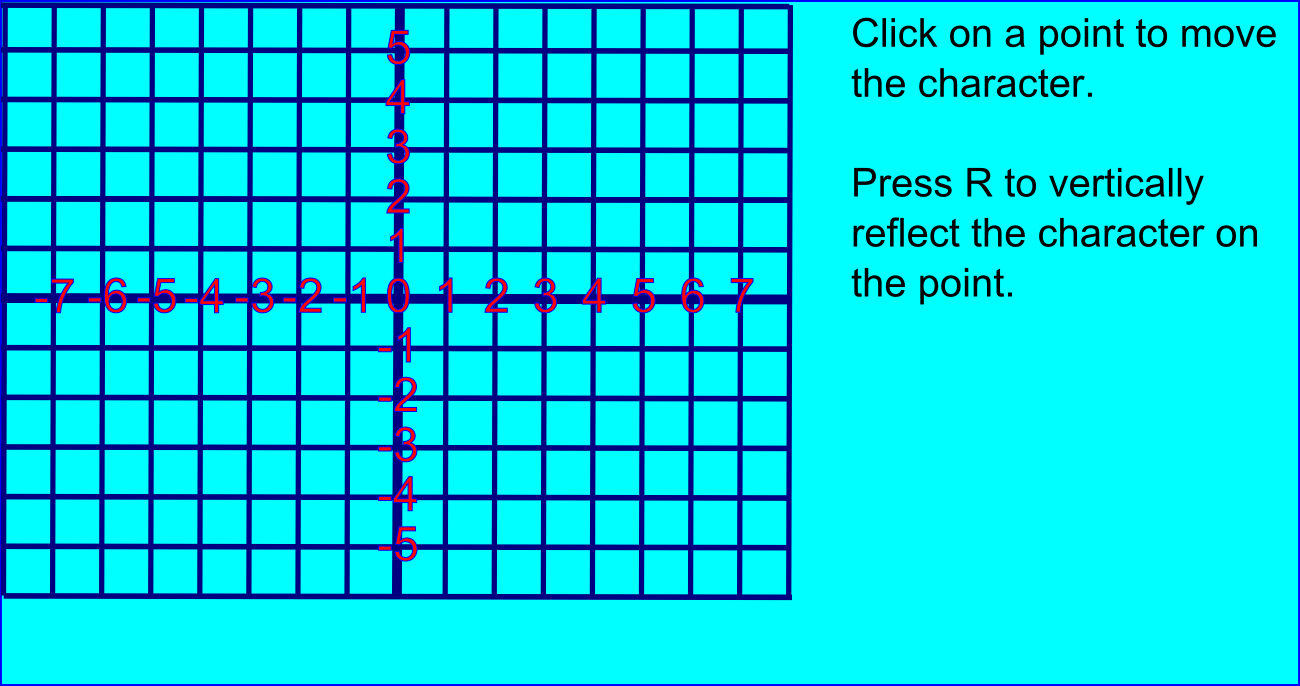 5
4
3
2
1
-7 -6 -5 -4 -3 -2 -1 0 1 2 3 4 5 6 7
-1
-2
-3
-4
-5
Click on a point to move
the character.
Press R to vertically
reflect the character on
the point.